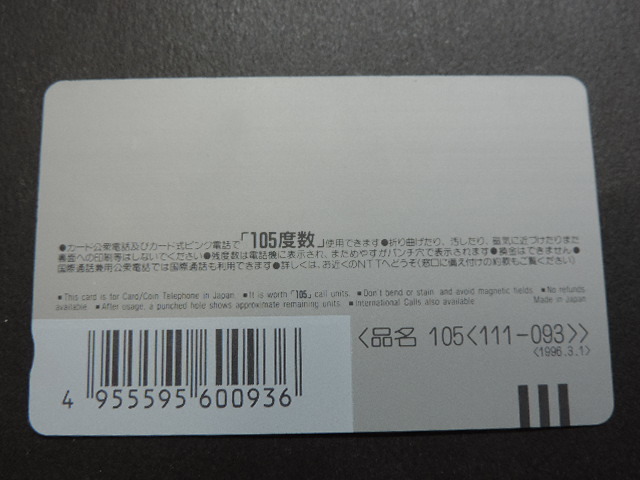 ●カード公衆電話及びカード式ピンク電話で「105度数」使用できます●折り曲げたり、汚したり、磁気に近づけたりまた
裏面への印刷等はしないでください●残度数は電話機に表示され、まためやすがパンチ穴で表示されます●換金はできません●
国際通話兼用公衆電話では国際通話も利用できます●詳しくは、お近くのNTTへどうぞ(窓口に備え付けの約款もご覧ください)
■This card is for Card/Coin Telephone in Japan. ■It is worth「105」call units. ■Don't bend or stain, and avoid magnetic fields. ■No refunds
available. ■After usage, a punched hole shows approximate remaining units. ■International Calls also available. Made in Japan
〈品名 105〈111-093〉〉
〈1996.3.1〉
4 955595 600936